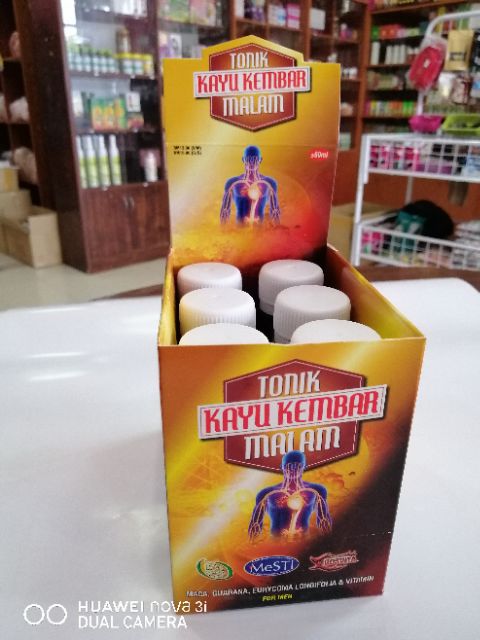 TONIK
KAYU KEMBAR
MALAM
TONIK
KAYU KEMBAR
MALAM
MeSTI
MACA, GUARANA, EURYCOMA LONGIFOLIA & VITAMIN
FOR MEN
HUAWEI nova 3i
DUAL CAMERA